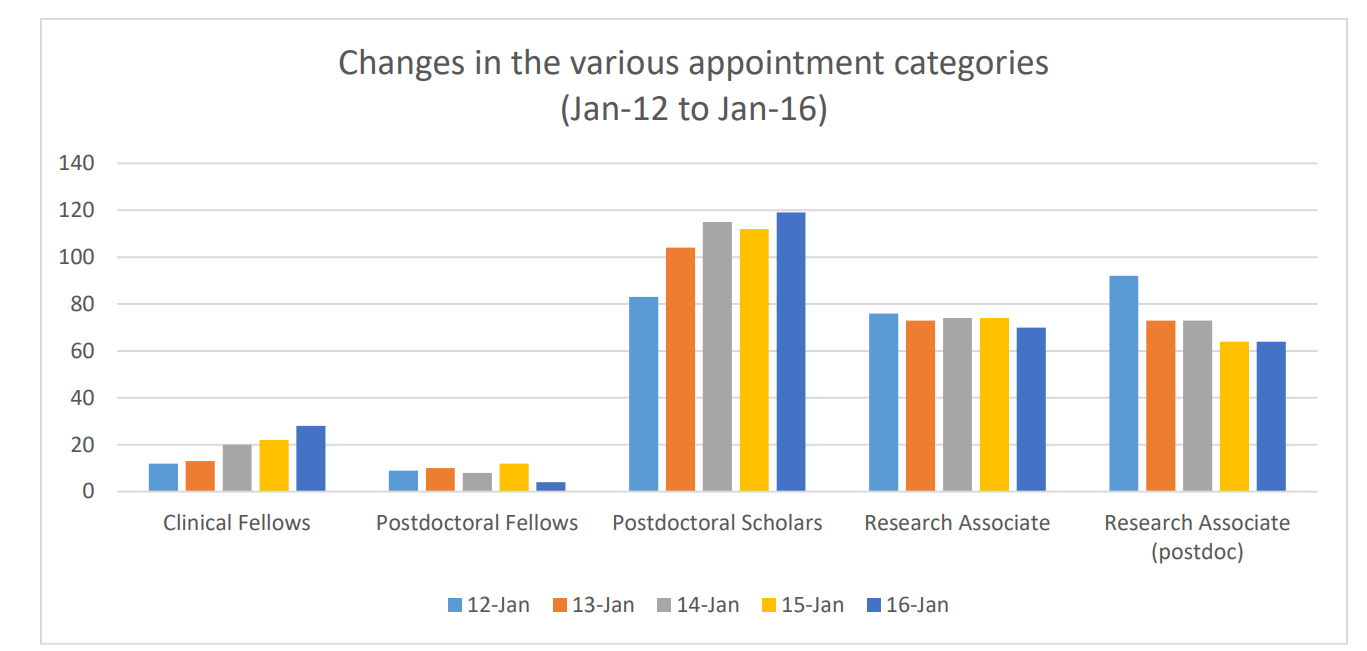 Changes in the various appointment categories
(Jan-12 to Jan-16)
140
120
100
80
60
40
20
0
Clinical Fellows
Postdoctoral Fellows
Postdoctoral Scholars
Research Associate
Research Associate
(postdoc)
12-Jan 13-Jan 14-Jan 15-Jan 16-Jan